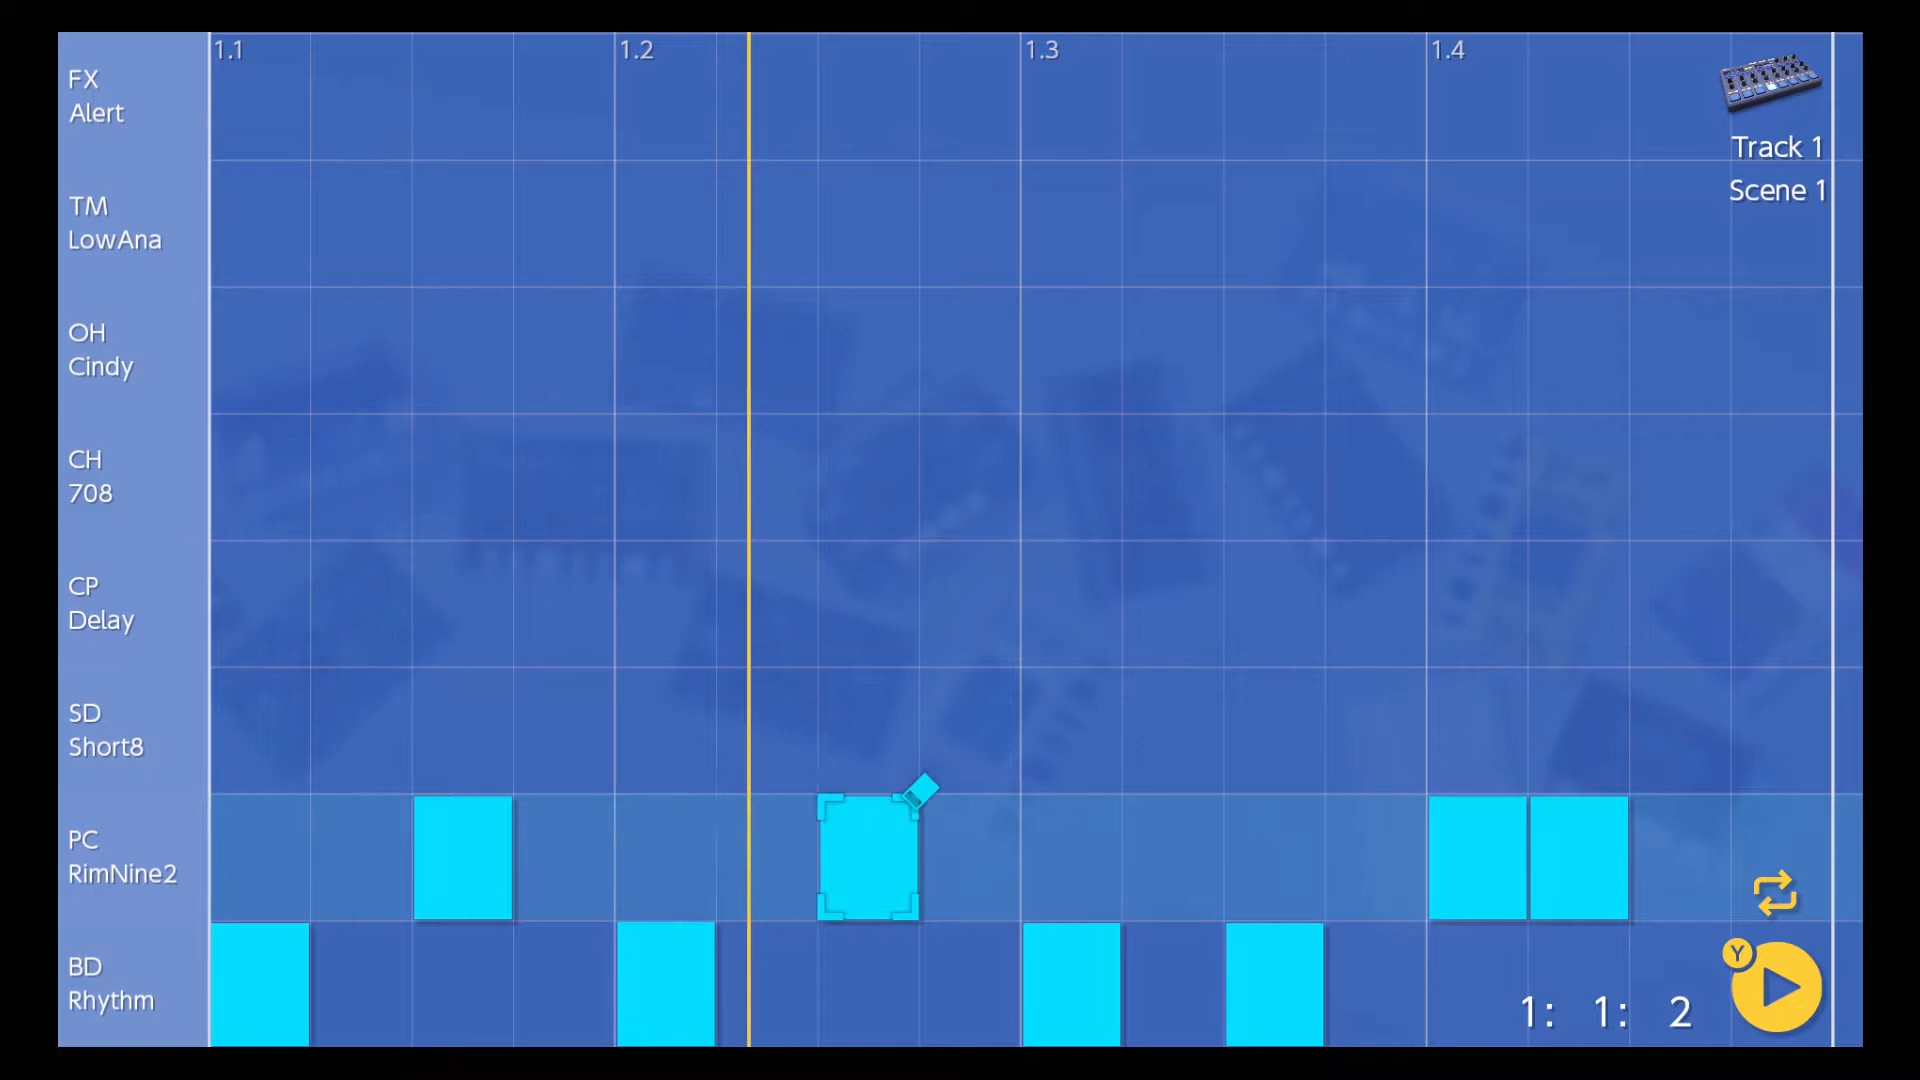 1.1
1.2
1.3
1.4
FX
Alert
TM
LowAna
OH
Cindy
CH
708
CP
Delay
SD
Short8
PC
RimNine2
BD
Rhythm
Track 1
Scene 1
Y
1: 1: 2